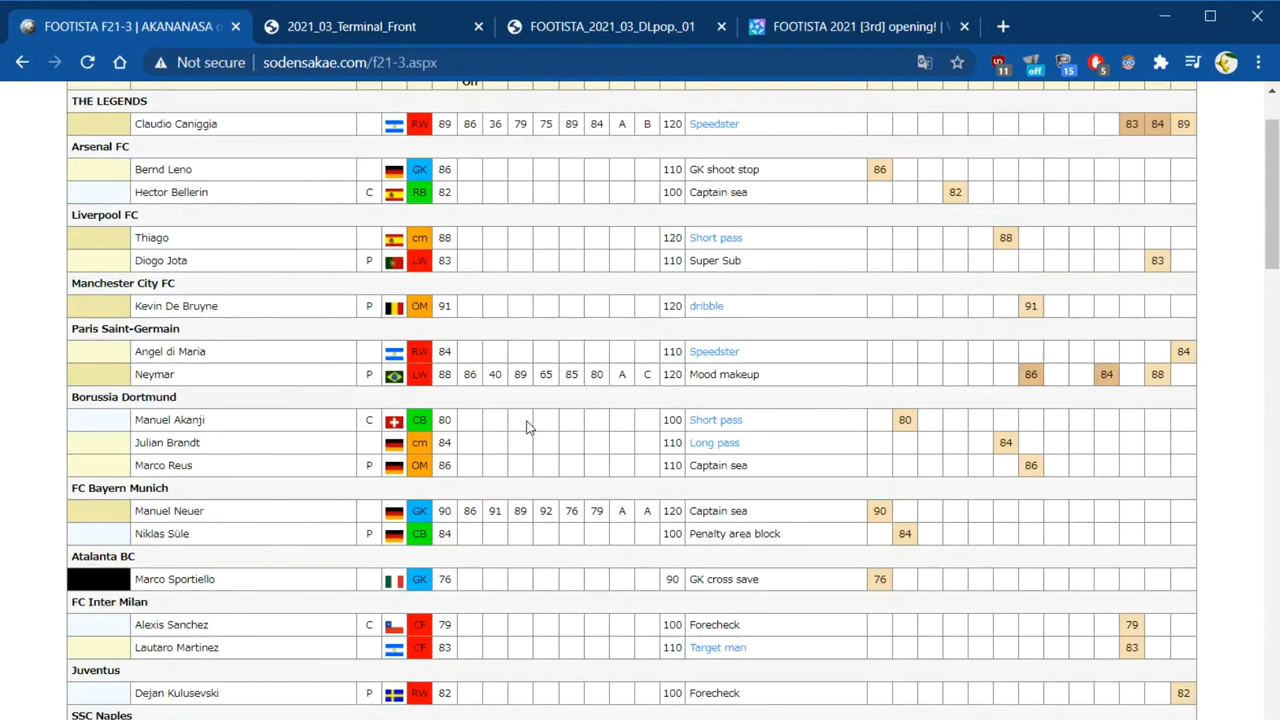 FOOTISTA F21-3 | AKANANASA 2021_03_Terminal_Front FOOTISTA_2021_03_DLpop_01 FOOTISTA 2021 [3rd] opening! |
Not secure sodensakae.com/f21-3.aspx 11 off 15 5
THE LEGENDS
Claudio Caniggia RW 89 86 36 79 75 89 84 A B 120 Speedster 83 84 89
Arsenal FC
Bernd Leno GK 86 110 GK shoot stop 86
Hector Bellerin C RB 82 100 Captain sea 82
Liverpool FC
Thiago cm 88 120 Short pass 88
Diogo Jota P LW 83 110 Super Sub 83
Manchester City FC
Kevin De Bruyne P OM 91 120 dribble 91
Paris Saint-Germain
Angel di Maria RW 84 110 Speedster 84
Neymar P LW 88 86 40 89 65 85 80 A C 120 Mood makeup 86 84 88
Borussia Dortmund
Manuel Akanji C CB 80 100 Short pass 80
Julian Brandt cm 84 110 Long pass 84
Marco Reus P OM 86 110 Captain sea 86
FC Bayern Munich
Manuel Neuer GK 90 86 91 89 92 76 79 A A 120 Captain sea 90
Niklas Süle P CB 84 100 Penalty area block 84
Atalanta BC
Marco Sportiello GK 76 90 GK cross save 76
FC Inter Milan
Alexis Sanchez C CF 79 100 Forecheck 79
Lautaro Martinez CF 83 110 Target man 83
Juventus
Dejan Kulusevski P RW 82 100 Forecheck 82
SSC Naples